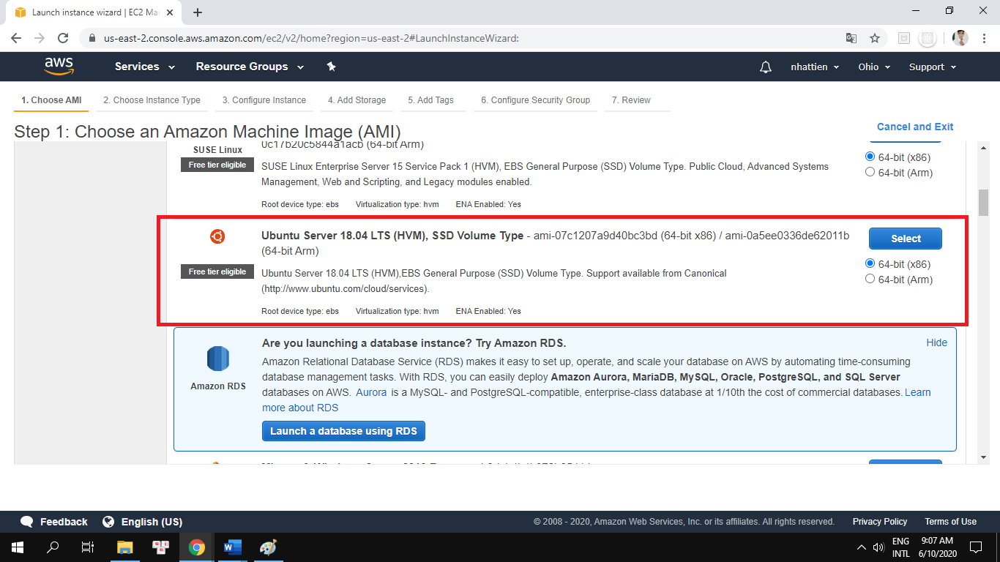 Launch instance wizard | EC2 Ma
us-east-2.console.aws.amazon.com/ec2/v2/home?region=us-east-2#LaunchInstanceWizard:
aws Services Resource Groups nhattien Ohio Support
1. Choose AMI 2. Choose Instance Type 3. Configure Instance 4. Add Storage 5. Add Tags 6. Configure Security Group 7. Review
Step 1: Choose an Amazon Machine Image (AMI) Cancel and Exit
SUSE Linux
0c17b20c5844a1acb (64-bit Arm)
Free tier eligible
SUSE Linux Enterprise Server 15 Service Pack 1 (HVM), EBS General Purpose (SSD) Volume Type. Public Cloud, Advanced Systems
Management, Web and Scripting, and Legacy modules enabled.
Root device type: ebs Virtualization type: hvm ENA Enabled: Yes
64-bit (x86)
64-bit (Arm)
Ubuntu Server 18.04 LTS (HVM), SSD Volume Type - ami-07c1207a9d40bc3bd (64-bit x86) / ami-0a5ee0336de62011b
(64-bit Arm)
Free tier eligible
Ubuntu Server 18.04 LTS (HVM),EBS General Purpose (SSD) Volume Type. Support available from Canonical
(http://www.ubuntu.com/cloud/services).
Root device type: ebs Virtualization type: hvm ENA Enabled: Yes
Select
64-bit (x86)
64-bit (Arm)
Amazon RDS
Are you launching a database instance? Try Amazon RDS. Hide
Amazon Relational Database Service (RDS) makes it easy to set up, operate, and scale your database on AWS by automating time-consuming
database management tasks. With RDS, you can easily deploy Amazon Aurora, MariaDB, MySQL, Oracle, PostgreSQL, and SQL Server
databases on AWS. Aurora is a MySQL- and PostgreSQL-compatible, enterprise-class database at 1/10th the cost of commercial databases. Learn
more about RDS
Launch a database using RDS
Feedback English (US) © 2008 - 2020, Amazon Web Services, Inc. or its affiliates. All rights reserved. Privacy Policy Terms of Use
ENG 9:07 AM
INTL 6/10/2020